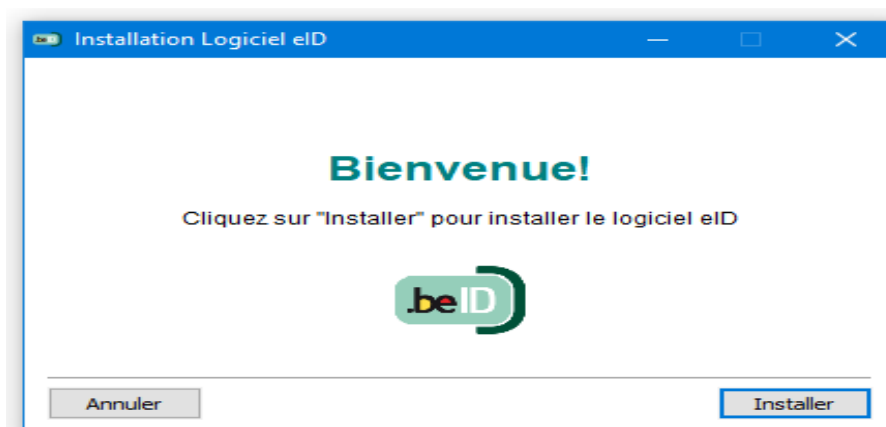 Installation Logiciel eID
Bienvenue!
Cliquez sur "Installer" pour installer le logiciel eID
.beID
Annuler
Installer